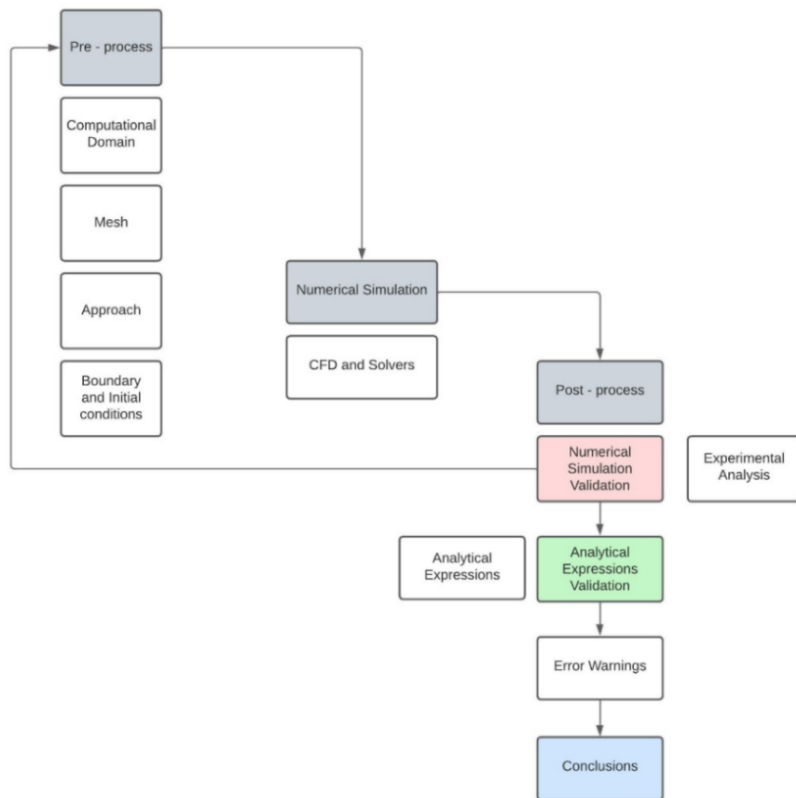 Pre - process
Computational
Domain
Mesh
Approach
Boundary
and Initial
conditions
Numerical Simulation
CFD and Solvers
Post - process
Numerical
Simulation
Validation
Experimental
Analysis
Analytical
Expressions
Analytical
Expressions
Validation
Error Warnings
Conclusions